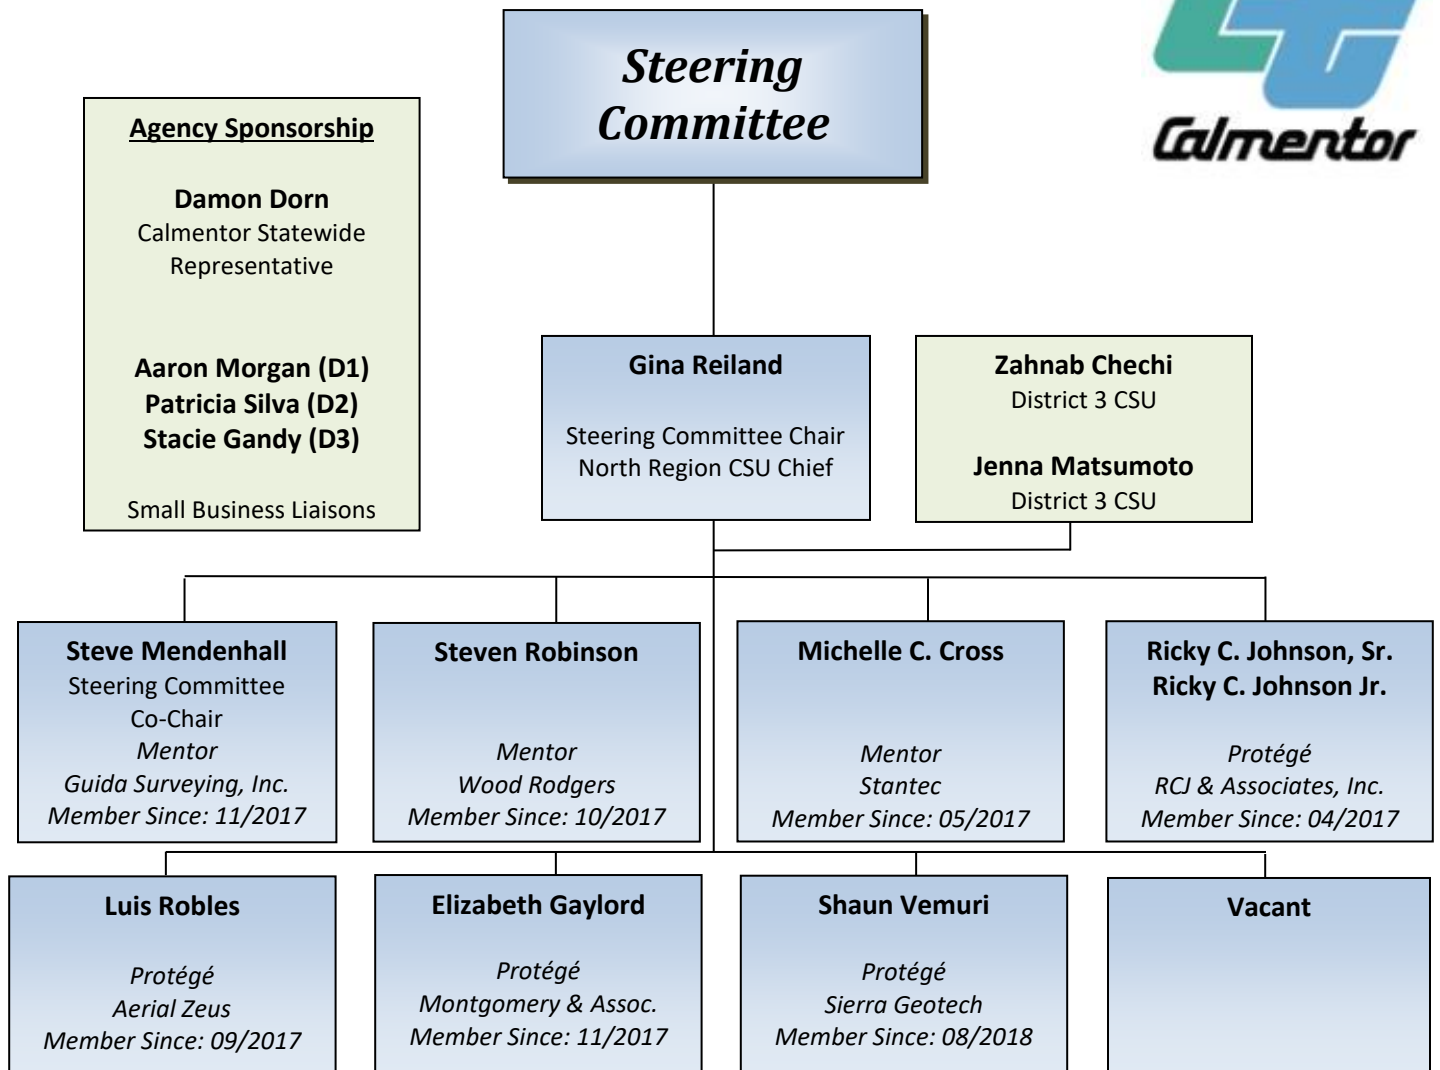 Steering
Committee
Calmentor
Agency Sponsorship
Damon Dorn
Calmentor Statewide
Representative
Aaron Morgan (D1)
Patricia Silva (D2)
Stacie Gandy (D3)
Small Business Liaisons
Gina Reiland
Steering Committee Chair
North Region CSU Chief
Zahnab Chechi
District 3 CSU
Jenna Matsumoto
District 3 CSU
Steve Mendenhall
Steering Committee
Co-Chair
Mentor
Guida Surveying, Inc.
Member Since: 11/2017
Steven Robinson
Mentor
Wood Rodgers
Member Since: 10/2017
Michelle C. Cross
Mentor
Stantec
Member Since: 05/2017
Ricky C. Johnson, Sr.
Ricky C. Johnson Jr.
Protégé
RCJ & Associates, Inc.
Member Since: 04/2017
Luis Robles
Protégé
Aerial Zeus
Member Since: 09/2017
Elizabeth Gaylord
Protégé
Montgomery & Assoc.
Member Since: 11/2017
Shaun Vemuri
Protégé
Sierra Geotech
Member Since: 08/2018
Vacant